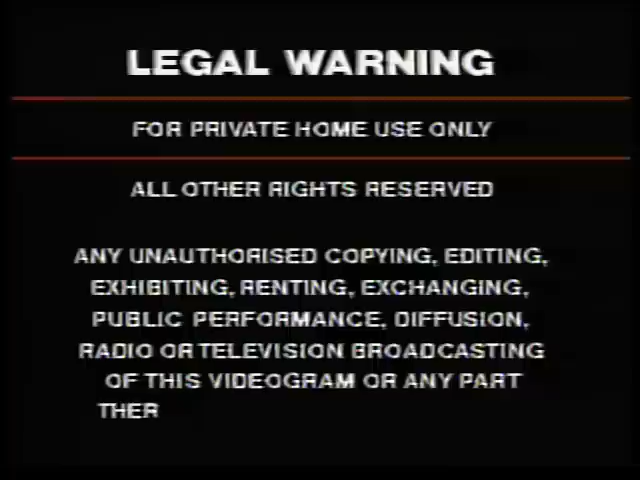 LEGAL WARNING
FOR PRIVATE HOME USE ONLY
ALL OTHER RIGHTS RESERVED
ANY UNAUTHORISED COPYING, EDITING,
EXHIBITING, RENTING, EXCHANGING,
PUBLIC PERFORMANCE, DIFFUSION,
RADIO OR TELEVISION BROADCASTING
OF THIS VIDEOGRAM OR ANY PART
THER